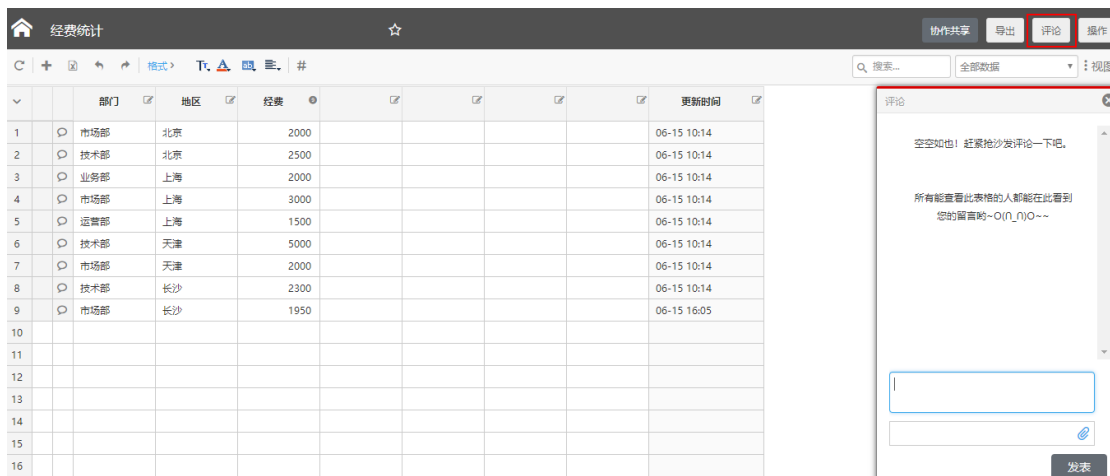 经费统计 协作共享 导出 评论 操作
格式 # 搜索... 全部数据 视图
部门 地区 经费 更新时间
1 市场部 北京 2000 06-15 10:14
2 技术部 北京 2500 06-15 10:14
3 业务部 上海 2000 06-15 10:14
4 市场部 上海 3000 06-15 10:14
5 运营部 上海 1500 06-15 10:14
6 技术部 天津 5000 06-15 10:14
7 市场部 天津 2000 06-15 10:14
8 技术部 长沙 2300 06-15 10:14
9 市场部 长沙 1950 06-15 16:05
10
11
12
13
14
15
16
评论
空空如也！赶紧抢沙发评论一下吧。
所有能查看此表格的人都能在此看到
您的留言哟~O(∩_∩)O~~
发表